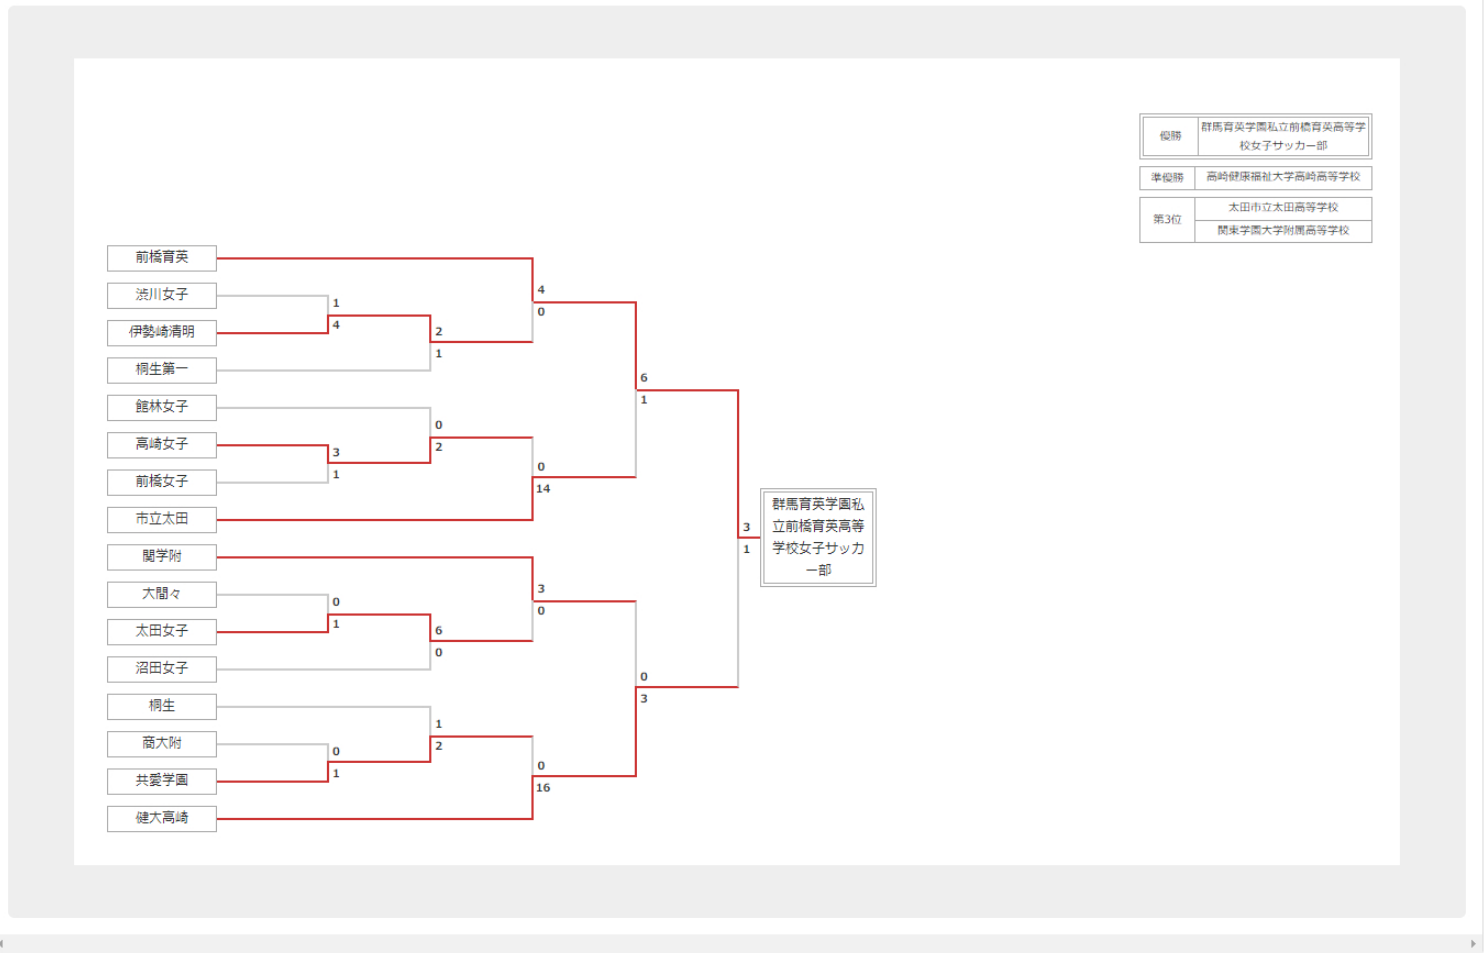 優勝
群馬育英学園私立前橋育英高等学
校女子サッカー部
準優勝
高崎健康福祉大学高崎高等学校
第3位
太田市立太田高等学校
関東学園大学附属高等学校
前橋育英
渋川女子
伊勢崎清明
桐生第一
館林女子
高崎女子
前橋女子
市立太田
関学附
大間々
太田女子
沼田女子
桐生
商大附
共愛学園
健大高崎
1
4
3
1
0
1
0
1
2
1
0
2
6
0
1
2
4
0
0
14
3
0
0
16
6
1
0
3
3
1
群馬育英学園私
立前橋育英高等
学校女子サッカ
ー部